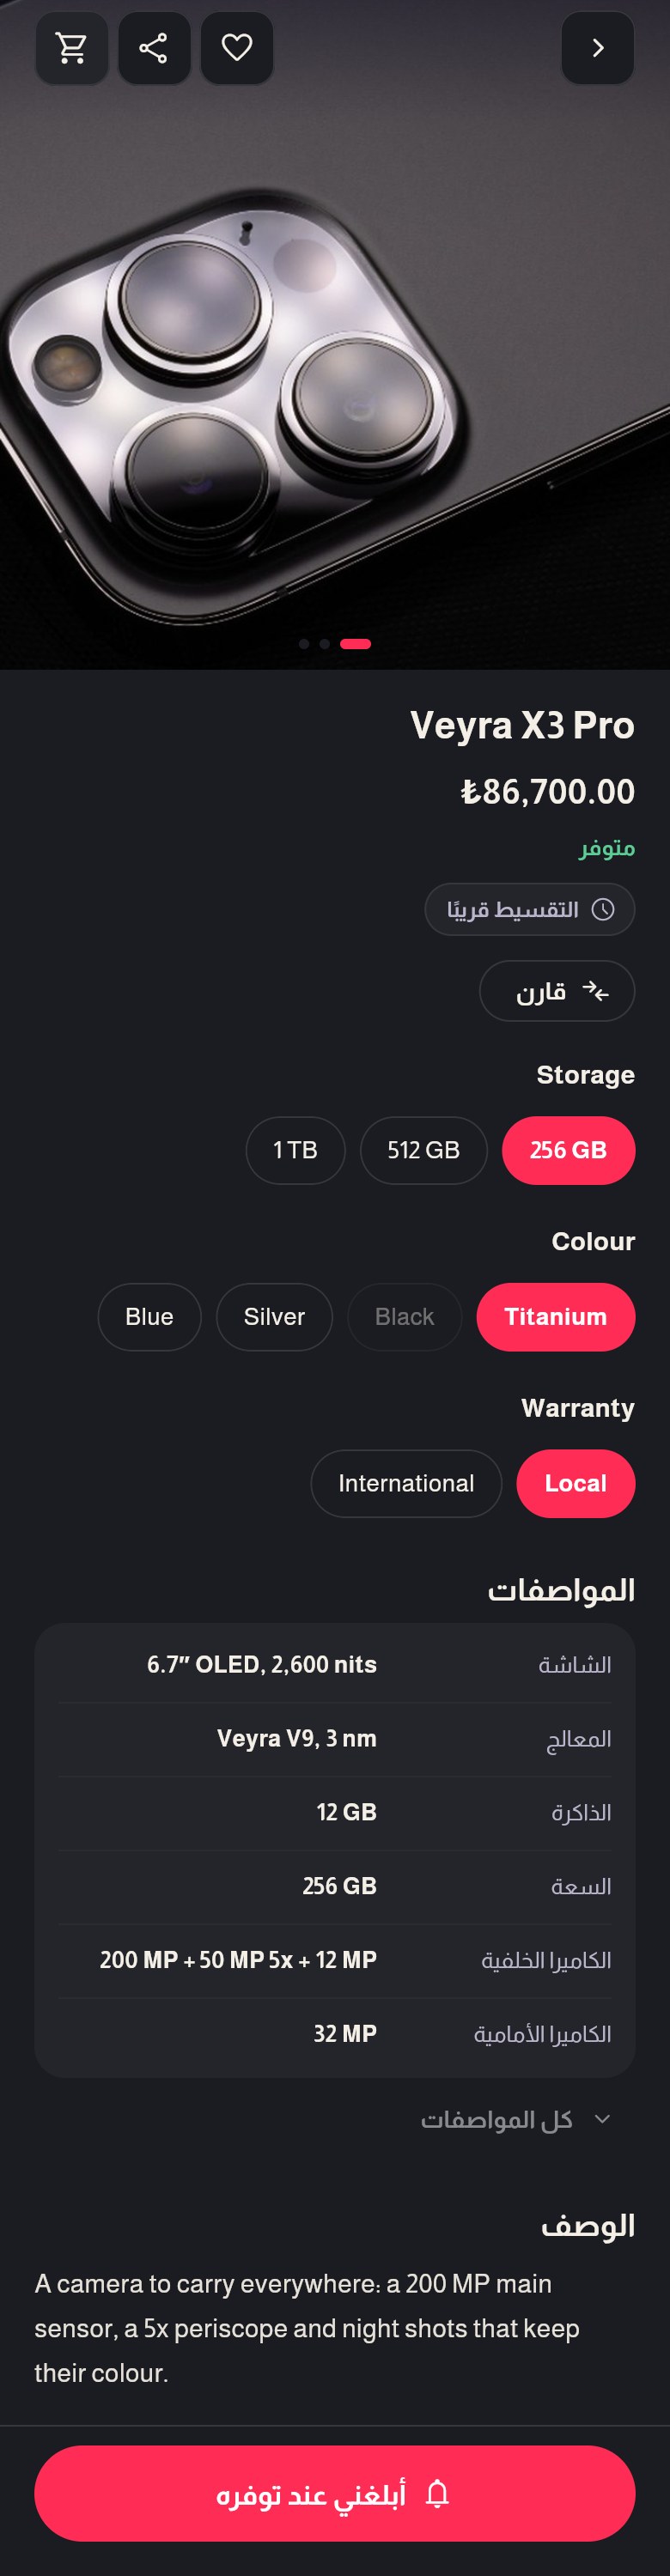 Veyra X3 Pro
₺86,700.00
متوفر
التقسيط قريبًا
قارن
Storage
256 GB
512 GB
1 TB
Colour
Titanium
Black
Silver
Blue
Warranty
Local
International
المواصفات
الشاشة
6.7″ OLED, 2,600 nits
المعالج
Veyra V9, 3 nm
الذاكرة
12 GB
السعة
256 GB
الكاميرا الخلفية
200 MP + 50 MP 5x + 12 MP
الكاميرا الأمامية
32 MP
كل المواصفات
الوصف
A camera to carry everywhere: a 200 MP main
sensor, a 5x periscope and night shots that keep
their colour.
أبلغني عند توفره